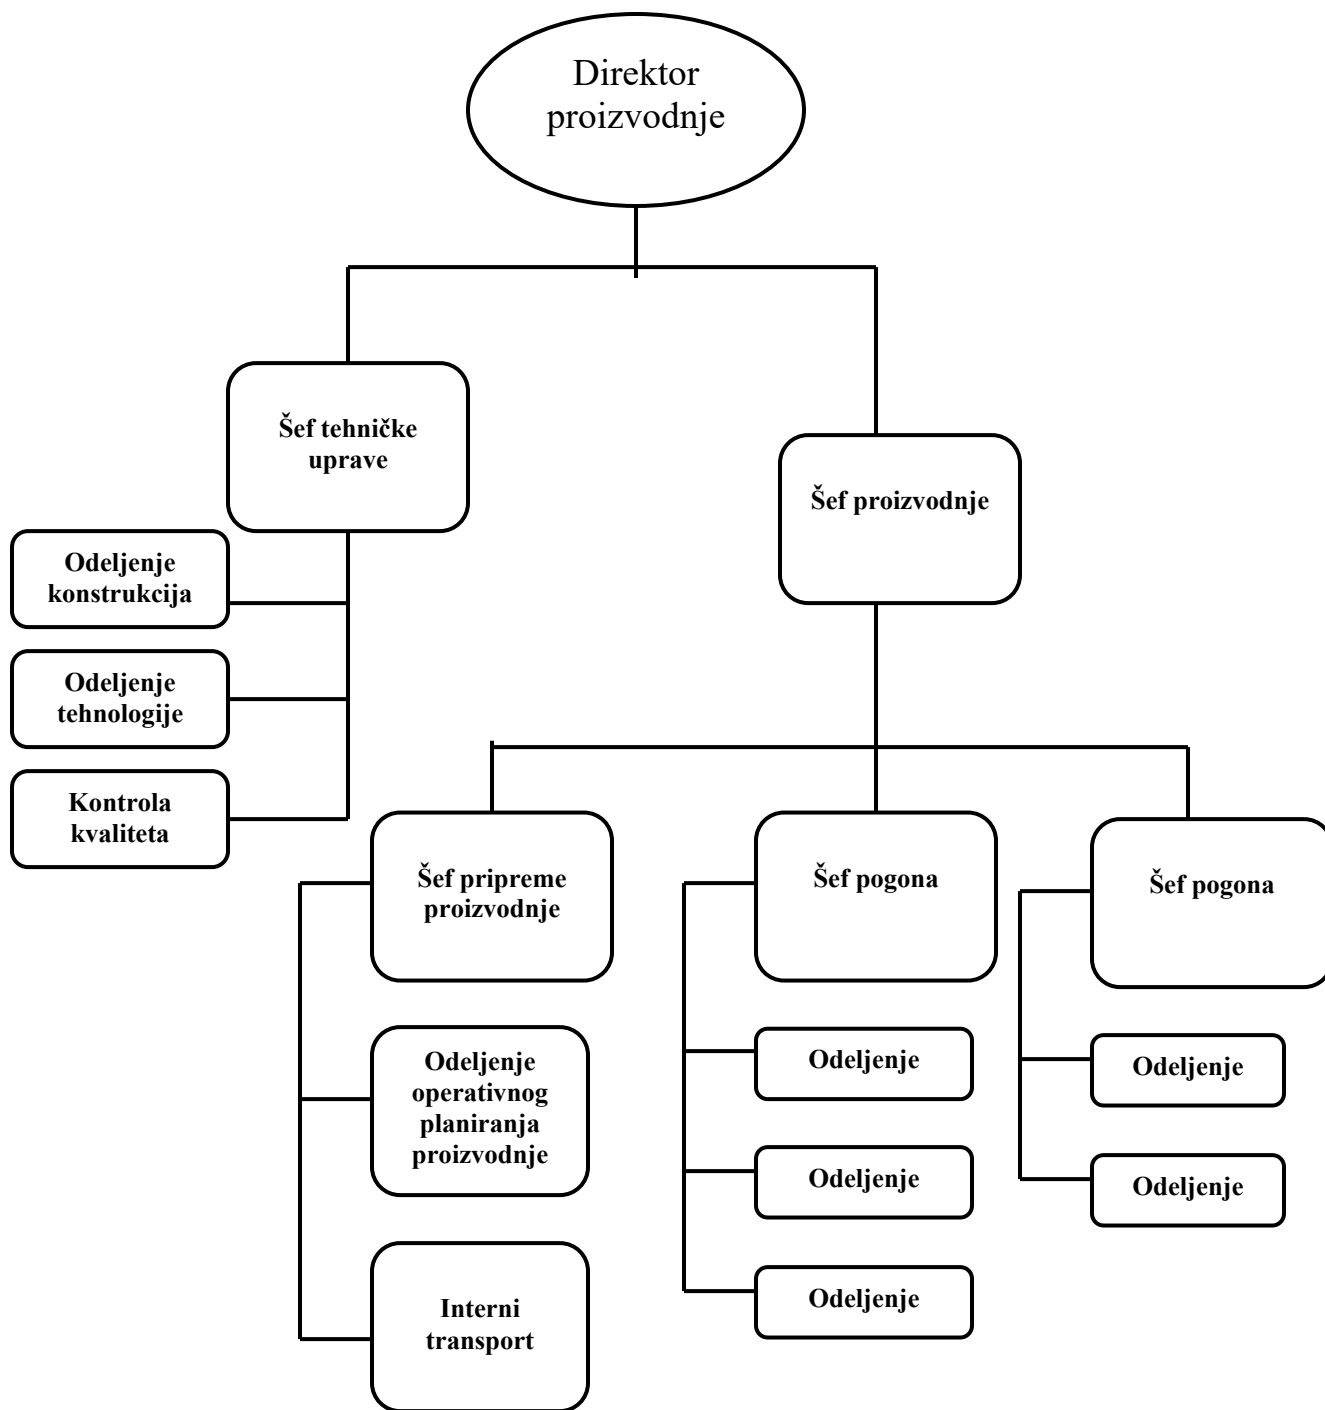 Direktor
proizvodnje
Šef tehničke
uprave
Šef proizvodnje
Odeljenje
konstrukcija
Odeljenje
tehnologije
Kontrola
kvaliteta
Šef pripreme
proizvodnje
Šef pogona
Šef pogona
Odeljenje
operativnog
planiranja
proizvodnje
Interni
transport
Odeljenje
Odeljenje
Odeljenje
Odeljenje
Odeljenje